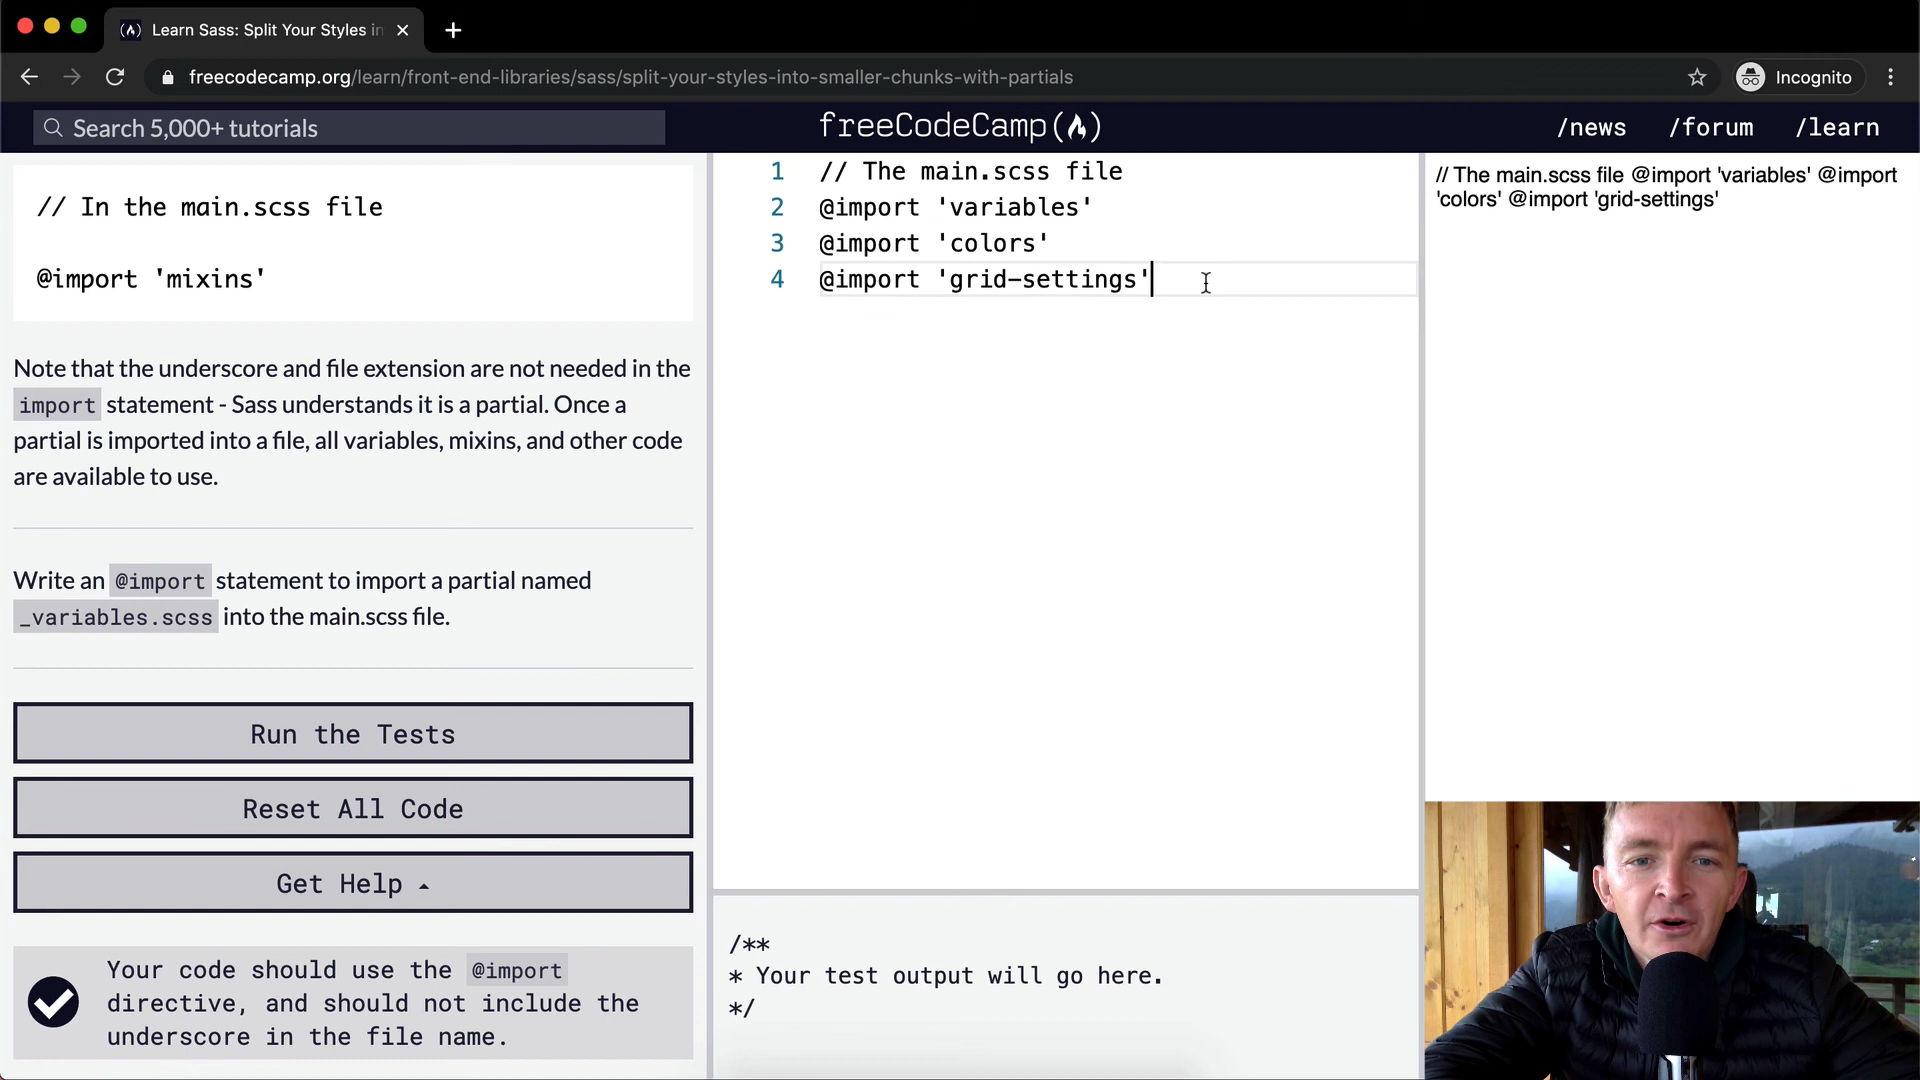 Learn Sass: Split Your Styles in
freecodecamp.org/learn/front-end-libraries/sass/split-your-styles-into-smaller-chunks-with-partials
Incognito
Search 5,000+ tutorials
freeCodeCamp
/news
/forum
/learn
// In the main.scss file
@import 'mixins'
Note that the underscore and file extension are not needed in the
import statement - Sass understands it is a partial. Once a
partial is imported into a file, all variables, mixins, and other code
are available to use.
Write an @import statement to import a partial named
_variables.scss into the main.scss file.
Run the Tests
Reset All Code
Get Help
Your code should use the @import
directive, and should not include the
underscore in the file name.
1 // The main.scss file
2 @import 'variables'
3 @import 'colors'
4 @import 'grid-settings'
/**
* Your test output will go here.
*/
// The main.scss file @import 'variables' @import
'colors' @import 'grid-settings'